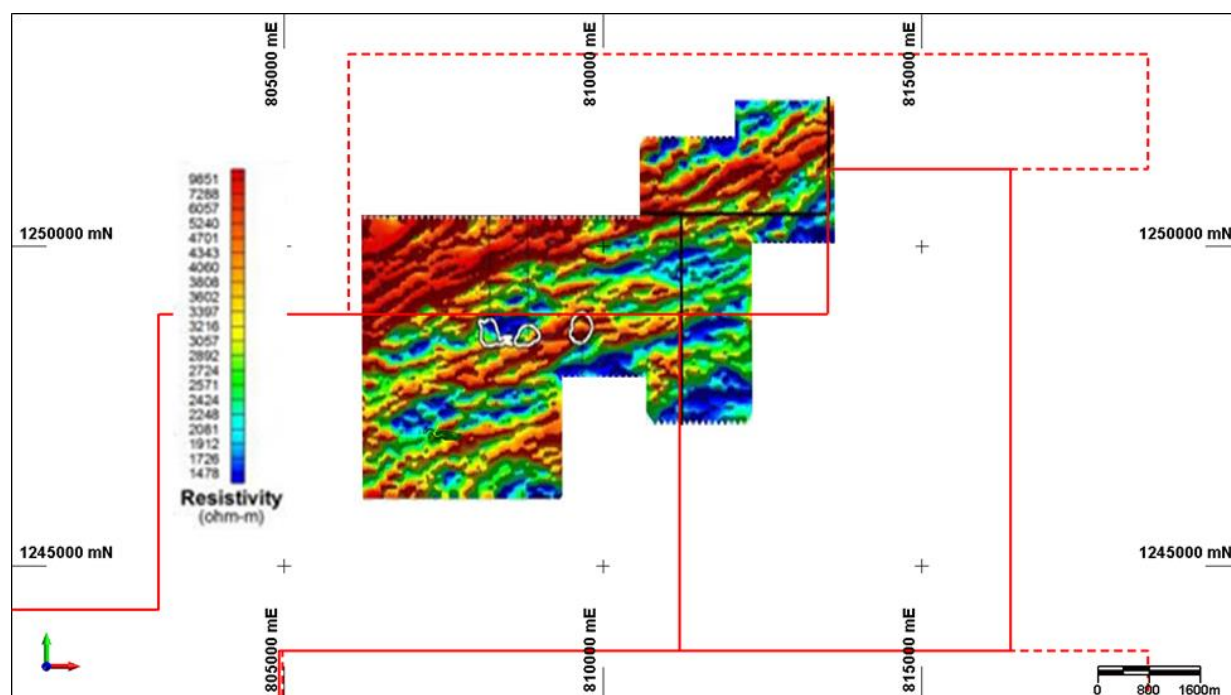 805000 mE
810000 mE
815000 mE
9851
7288
6057
5240
4701
4343
4060
3808
3602
3397
3216
3057
2892
2724
2571
2424
2248
2081
1912
1726
1478
Resistivity
(ohm-m)
1250000 mN
1250000 mN
1245000 mN
1245000 mN
805000 mE
810000 mE
815000 mE
0 800 1600m